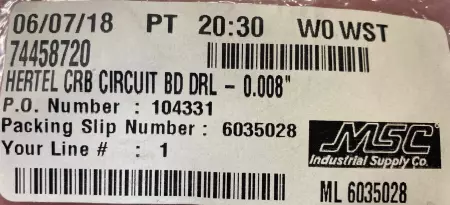 06/07/18 PT 20:30 W0 WST
74458720
HERTEL CRB CIRCUIT BD DRL - 0.008"
P.O. Number : 104331
Packing Slip Number : 6035028
Your Line # : 1
MSC
Industrial Supply Co.
ML 6035028